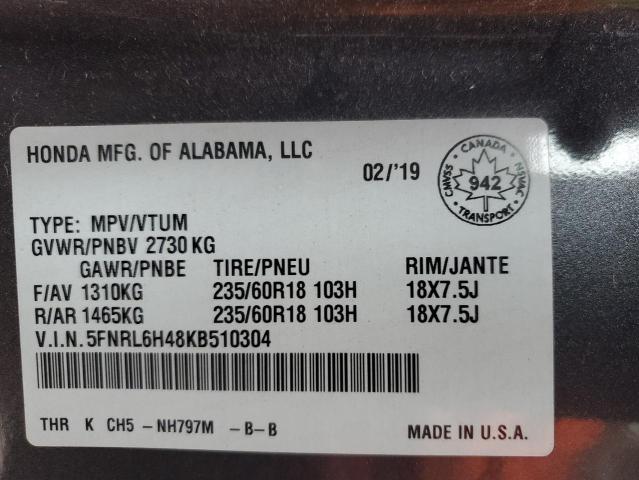 HONDA MFG. OF ALABAMA, LLC
02/'19
CANADA
CMVSS 942 NSVAC
TRANSPORT
TYPE: MPV/VTUM
GVWR/PNBV 2730 KG
GAWR/PNBE TIRE/PNEU RIM/JANTE
F/AV 1310KG 235/60R18 103H 18X7.5J
R/AR 1465KG 235/60R18 103H 18X7.5J
V.I.N.5FNRL6H48KB510304
THR K CH5 -NH797M -B-B
MADE IN U.S.A.